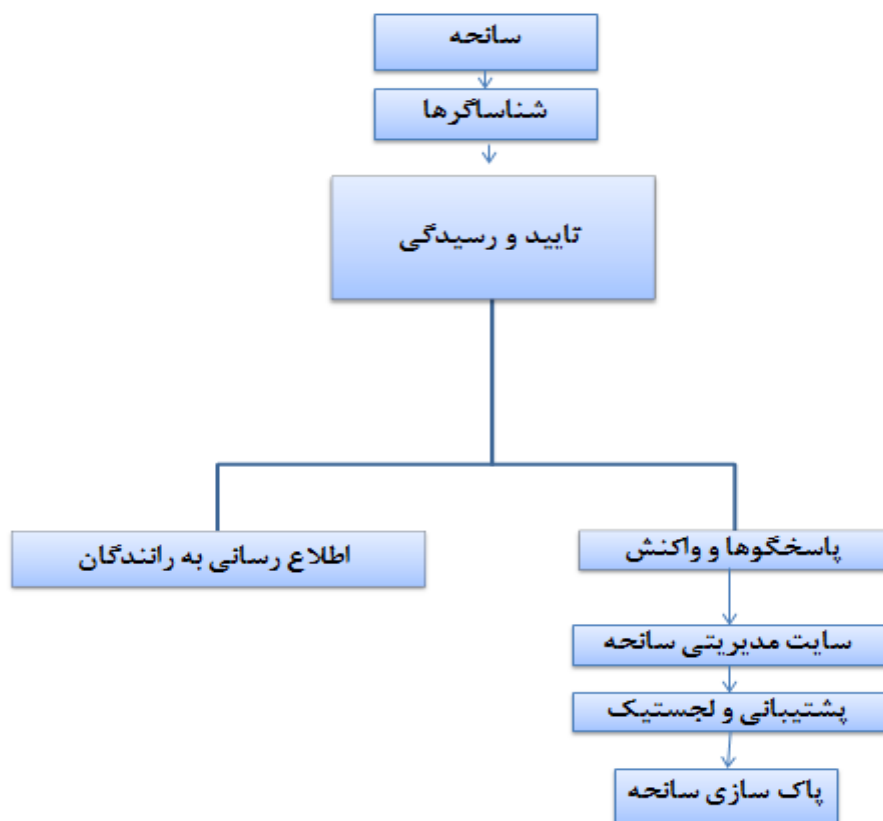 سانحه
شناساگرها
تایید و رسیدگی
پاسخگوها و واکنش
اطلاع رسانی به رانندگان
سایت مدیریتی سانحه
پشتیبانی و لجستیک
پاک سازی سانحه